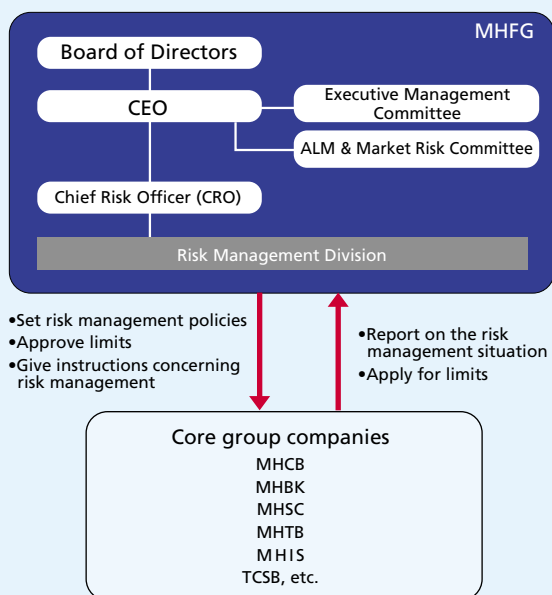 MHFG
Board of Directors
CEO
Executive Management
Committee
ALM & Market Risk Committee
Chief Risk Officer (CRO)
Risk Management Division
•Set risk management policies
•Approve limits
•Give instructions concerning
risk management
•Report on the risk
management situation
•Apply for limits
Core group companies
MHCB
MHBK
MHSC
MHTB
MHIS
TCSB, etc.